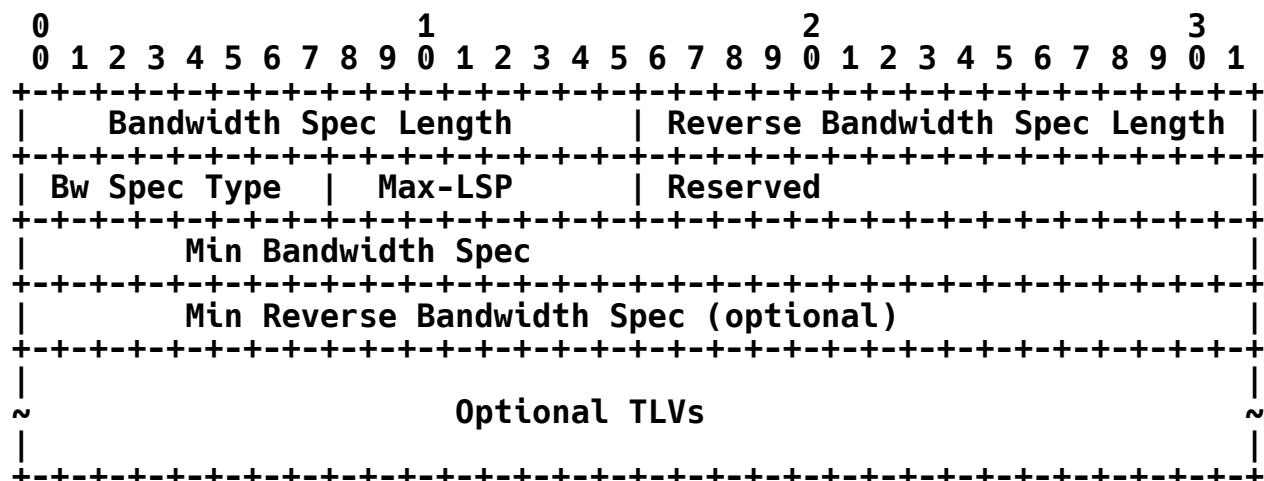 0                   1                   2                   3
 0 1 2 3 4 5 6 7 8 9 0 1 2 3 4 5 6 7 8 9 0 1 2 3 4 5 6 7 8 9 0 1
+-+-+-+-+-+-+-+-+-+-+-+-+-+-+-+-+-+-+-+-+-+-+-+-+-+-+-+-+-+-+-+-+
|    Bandwidth Spec Length      | Reverse Bandwidth Spec Length |
+-+-+-+-+-+-+-+-+-+-+-+-+-+-+-+-+-+-+-+-+-+-+-+-+-+-+-+-+-+-+-+-+
| Bw Spec Type  |  Max-LSP      | Reserved                      |
+-+-+-+-+-+-+-+-+-+-+-+-+-+-+-+-+-+-+-+-+-+-+-+-+-+-+-+-+-+-+-+-+
|        Min Bandwidth Spec                                     |
+-+-+-+-+-+-+-+-+-+-+-+-+-+-+-+-+-+-+-+-+-+-+-+-+-+-+-+-+-+-+-+-+
|        Min Reverse Bandwidth Spec (optional)                  |
+-+-+-+-+-+-+-+-+-+-+-+-+-+-+-+-+-+-+-+-+-+-+-+-+-+-+-+-+-+-+-+-+
|                                                               |
~                      Optional TLVs                            ~
|                                                               |
+-+-+-+-+-+-+-+-+-+-+-+-+-+-+-+-+-+-+-+-+-+-+-+-+-+-+-+-+-+-+-+-+